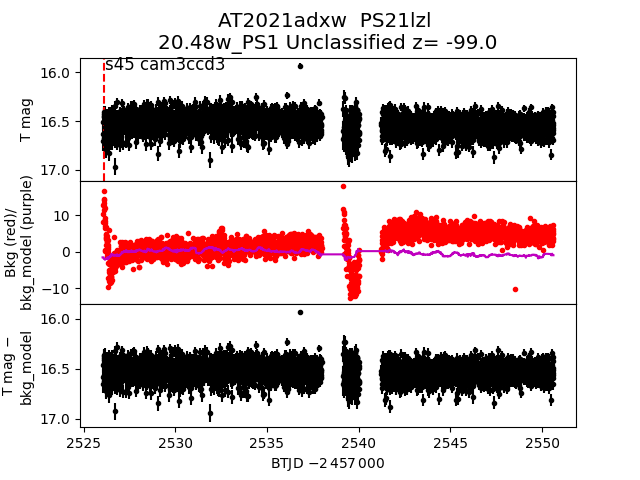 AT2021adxw  PS21lzl
20.48w_PS1 Unclassified z= -99.0
s45 cam3ccd3
16.0
16.5
17.0
T mag
10
0
−10
Bkg (red)/
bkg_model (purple)
16.0
16.5
17.0
T mag −
bkg_model
2525
2530
2535
2540
2545
2550
BTJD −2 457 000